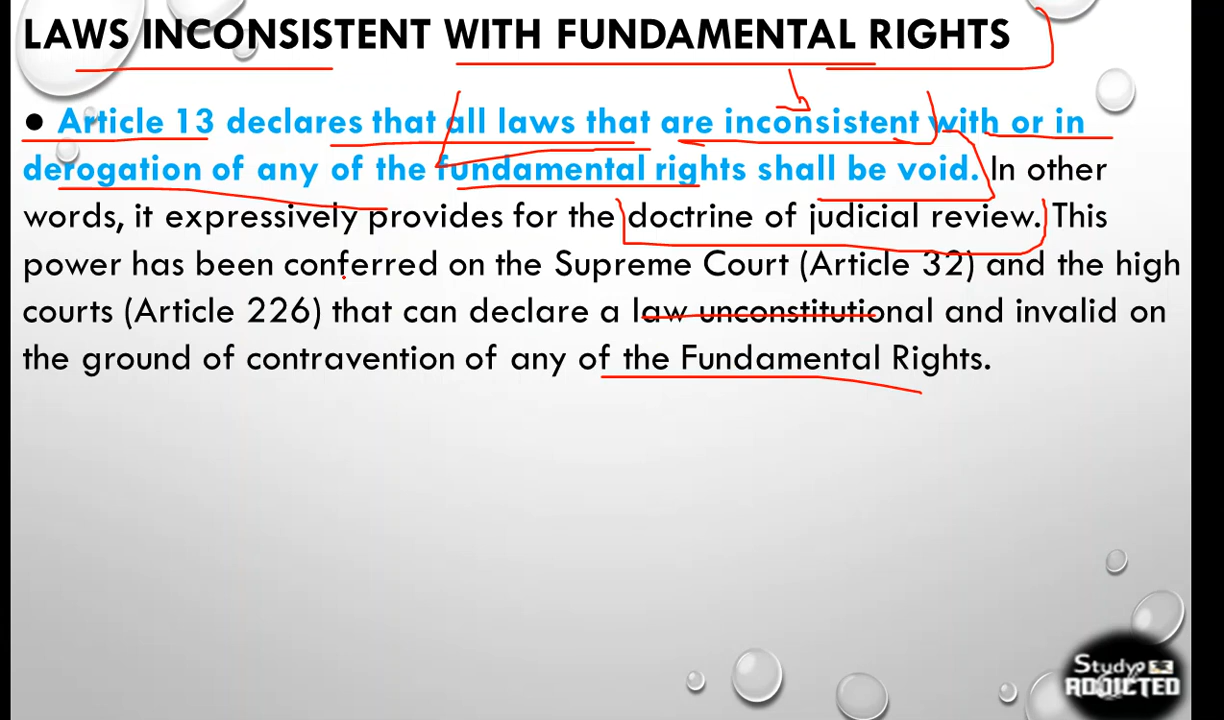 LAWS INCONSISTENT WITH FUNDAMENTAL RIGHTS
● Article 13 declares that all laws that are inconsistent with or in
derogation of any of the fundamental rights shall be void. In other
words, it expressively provides for the doctrine of judicial review. This
power has been conferred on the Supreme Court (Article 32) and the high
courts (Article 226) that can declare a law unconstitutional and invalid on
the ground of contravention of any of the Fundamental Rights.
Study
ADDICTED